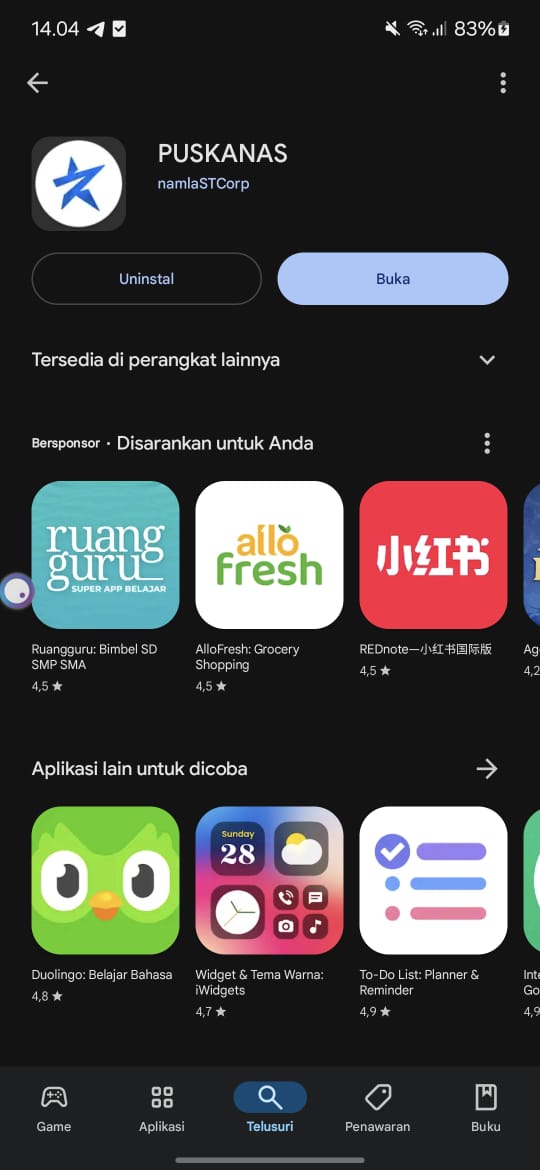 14.04
83%
PUSKANAS
namlaSTCorp
Uninstal
Buka
Tersedia di perangkat lainnya
Bersponsor · Disarankan untuk Anda
ruang
guru
SUPER APP BELAJAR
allo
fresh
小红书
Ruangguru: Bimbel SD
SMP SMA
4,5 ★
AlloFresh: Grocery
Shopping
4,5 ★
REDnote—小红书国际版
4,5 ★
Ag
4,2
Aplikasi lain untuk dicoba
Sunday
28
Duolingo: Belajar Bahasa
4,8 ★
Widget & Tema Warna:
iWidgets
4,7 ★
To-Do List: Planner &
Reminder
4,9 ★
Int
Go
4,9
Game
Aplikasi
Telusuri
Penawaran
Buku